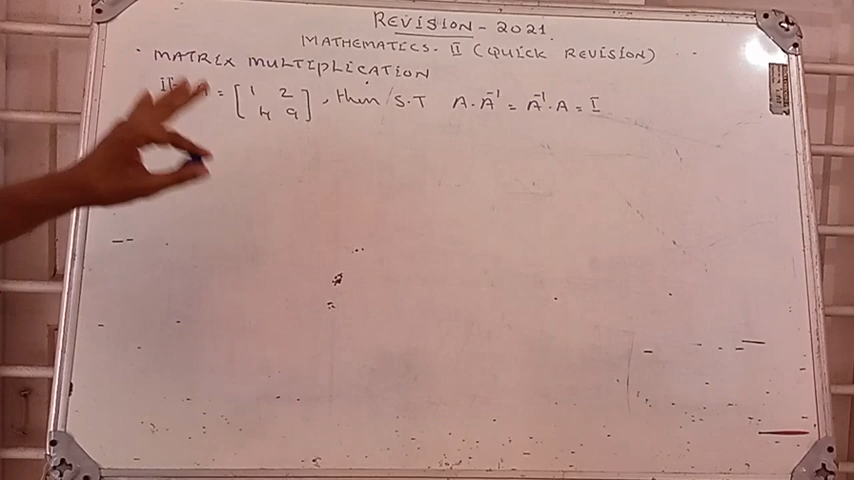 REVISION - 2021.
MATHEMATICS - II (QUICK REVISION)
MATRIX MULTIPLICATION
If A = [1 2 4 9], then S.T A.A⁻¹ = A⁻¹.A = I